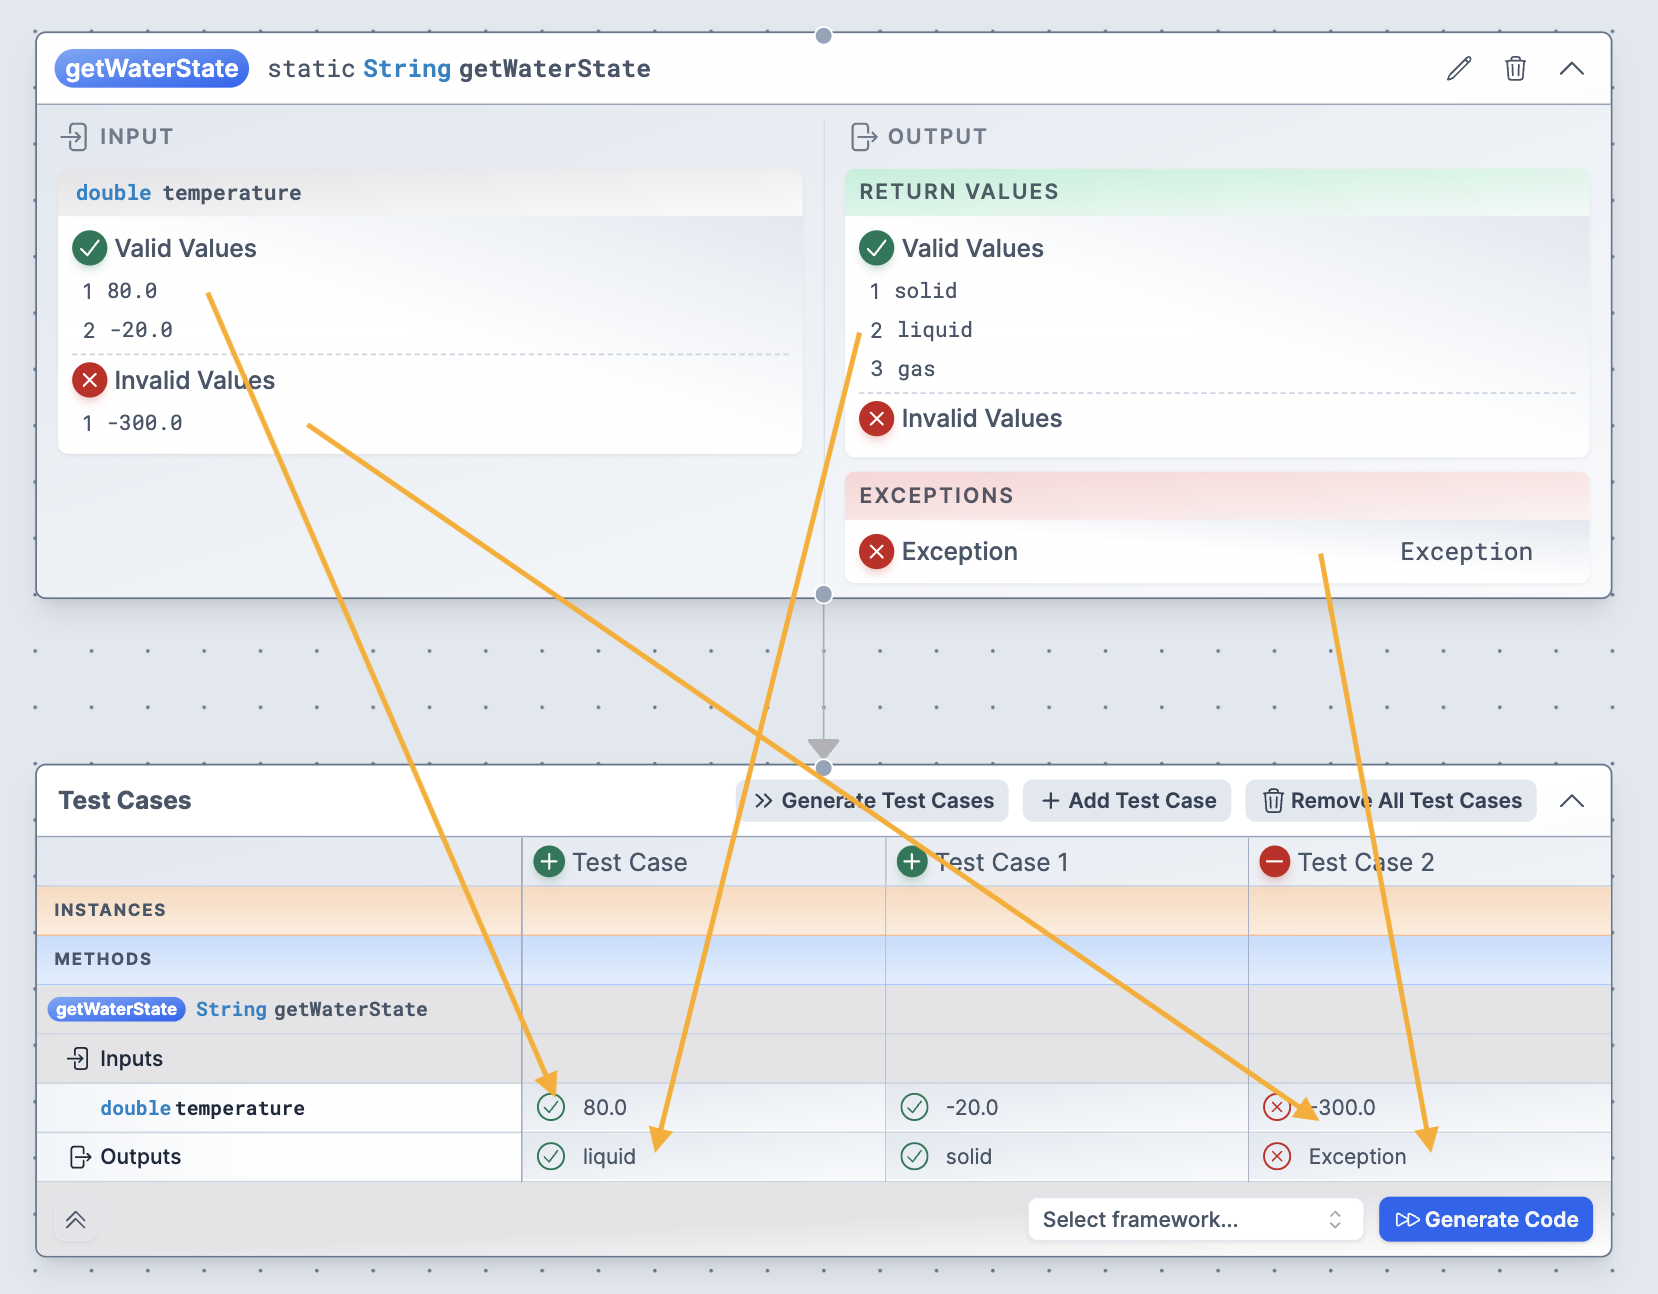 getWaterState static String getWaterState
INPUT
double temperature
Valid Values
1 80.0
2 -20.0
Invalid Values
1 -300.0
OUTPUT
RETURN VALUES
Valid Values
1 solid
2 liquid
3 gas
Invalid Values
EXCEPTIONS
Exception Exception
Test Cases Generate Test Cases Add Test Case Remove All Test Cases
Test Case Test Case 1 Test Case 2
INSTANCES
METHODS
getWaterState String getWaterState
Inputs
double temperature 80.0 -20.0 -300.0
Outputs liquid solid Exception
Select framework... Generate Code